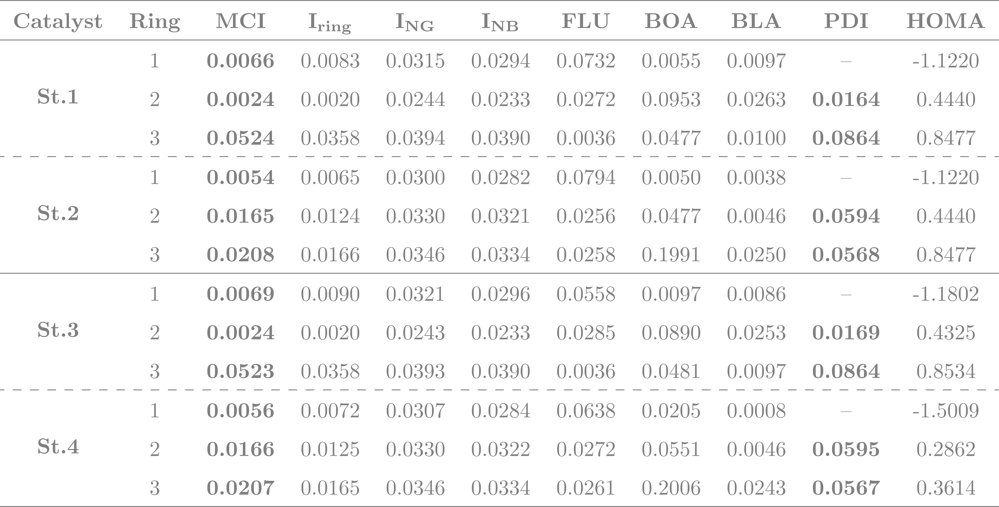 Catalyst Ring MCI I_ring I_NG I_NB FLU BOA BLA PDI HOMA
1 0.0066 0.0083 0.0315 0.0294 0.0732 0.0055 0.0097 – -1.1220
St.1 2 0.0024 0.0020 0.0244 0.0233 0.0272 0.0953 0.0263 0.0164 0.4440
3 0.0524 0.0358 0.0394 0.0390 0.0036 0.0477 0.0100 0.0864 0.8477
1 0.0054 0.0065 0.0300 0.0282 0.0794 0.0050 0.0038 – -1.1220
St.2 2 0.0165 0.0124 0.0330 0.0321 0.0256 0.0477 0.0046 0.0594 0.4440
3 0.0208 0.0166 0.0346 0.0334 0.0258 0.1991 0.0250 0.0568 0.8477
1 0.0069 0.0090 0.0321 0.0296 0.0558 0.0097 0.0086 – -1.1802
St.3 2 0.0024 0.0020 0.0243 0.0233 0.0285 0.0890 0.0253 0.0169 0.4325
3 0.0523 0.0358 0.0393 0.0390 0.0036 0.0481 0.0097 0.0864 0.8534
1 0.0056 0.0072 0.0307 0.0284 0.0638 0.0205 0.0008 – -1.5009
St.4 2 0.0166 0.0125 0.0330 0.0322 0.0272 0.0551 0.0046 0.0595 0.2862
3 0.0207 0.0165 0.0346 0.0334 0.0261 0.2006 0.0243 0.0567 0.3614